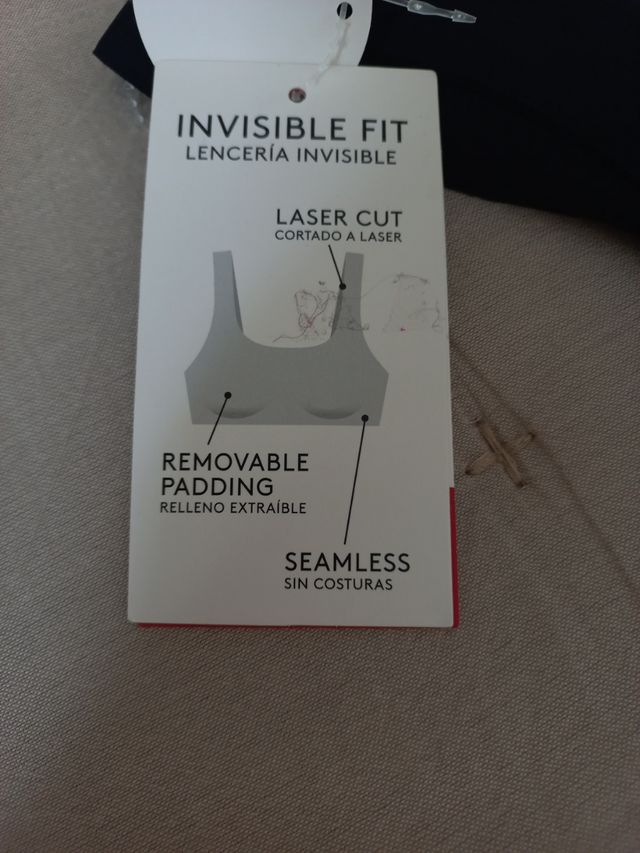 INVISIBLE FIT
LENCERÍA INVISIBLE
LASER CUT
CORTADO A LASER
REMOVABLE
PADDING
RELLENO EXTRAÍBLE
SEAMLESS
SIN COSTURAS